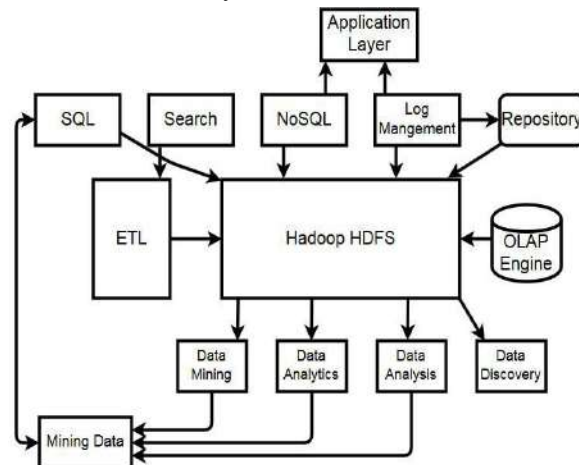 Application
Layer
SQL
Search
NoSQL
Log
Mangement
Repository
ETL
Hadoop HDFS
OLAP
Engine
Data
Mining
Data
Analytics
Data
Analysis
Data
Discovery
Mining Data